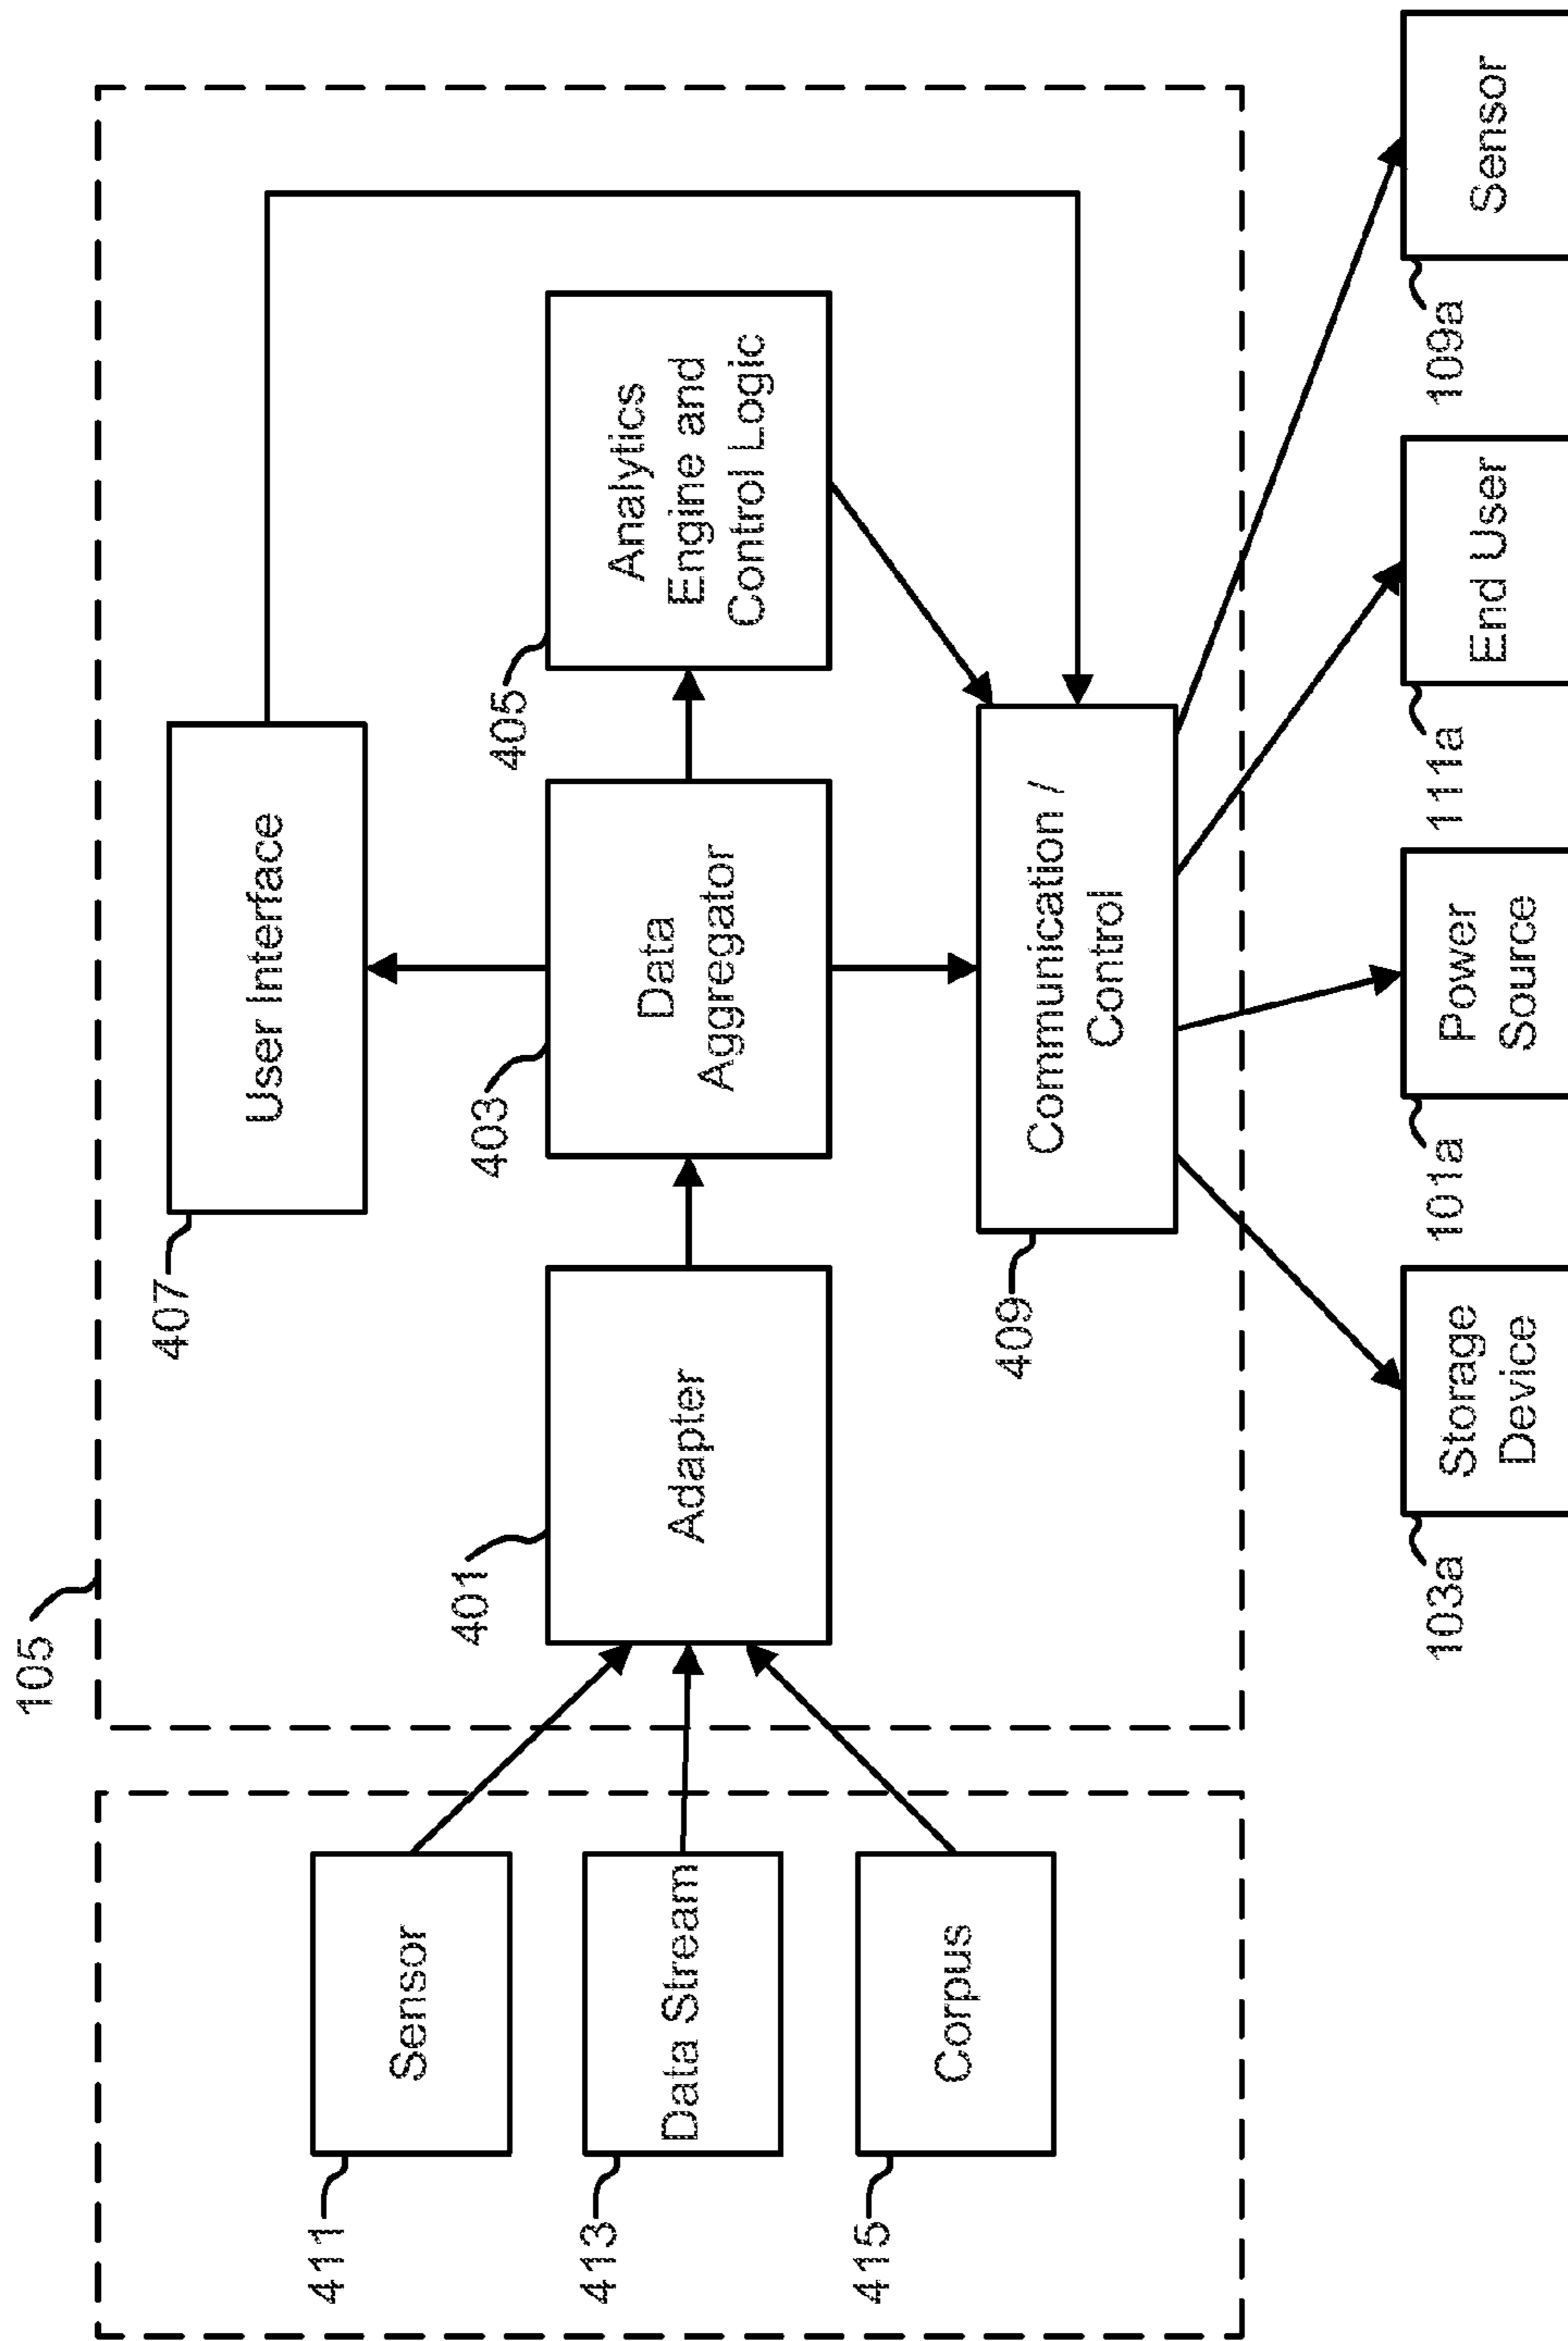 105
407
User Interface
405
Analytics
Engine and
Control Logic
403
Data
Aggregator
401
Adapter
411
Sensor
413
Data Stream
415
Corpus
409
Communication /
Control
103a
Storage
Device
101a
Power
Source
111a
End User
109a
Sensor